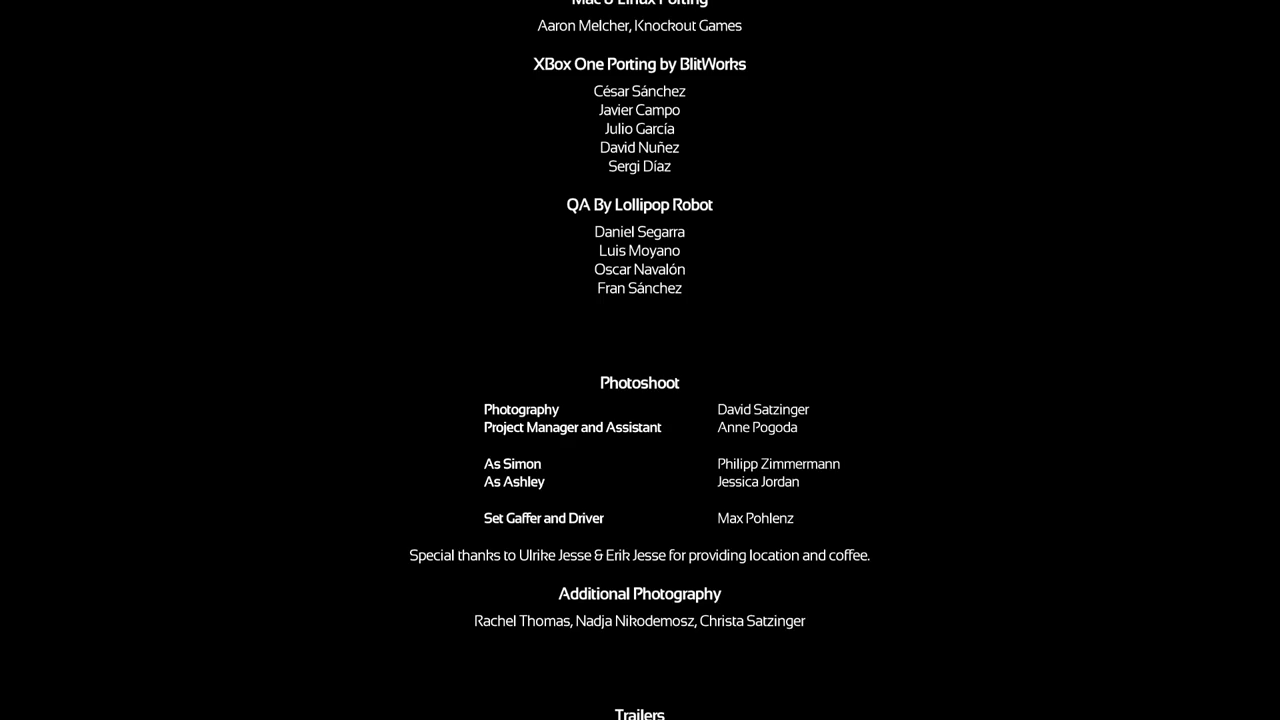 Mac & Linux Porting
Aaron Melcher, Knockout Games
XBox One Porting by BlitWorks
César Sánchez
Javier Campo
Julio García
David Nuñez
Sergi Díaz
QA By Lollipop Robot
Daniel Segarra
Luis Moyano
Oscar Navalón
Fran Sánchez
Photoshoot
Photography David Satzinger
Project Manager and Assistant Anne Pogoda
As Simon Philipp Zimmermann
As Ashley Jessica Jordan
Set Gaffer and Driver Max Pohlenz
Special thanks to Ulrike Jesse & Erik Jesse for providing location and coffee.
Additional Photography
Rachel Thomas, Nadja Nikodemosz, Christa Satzinger
Trailers